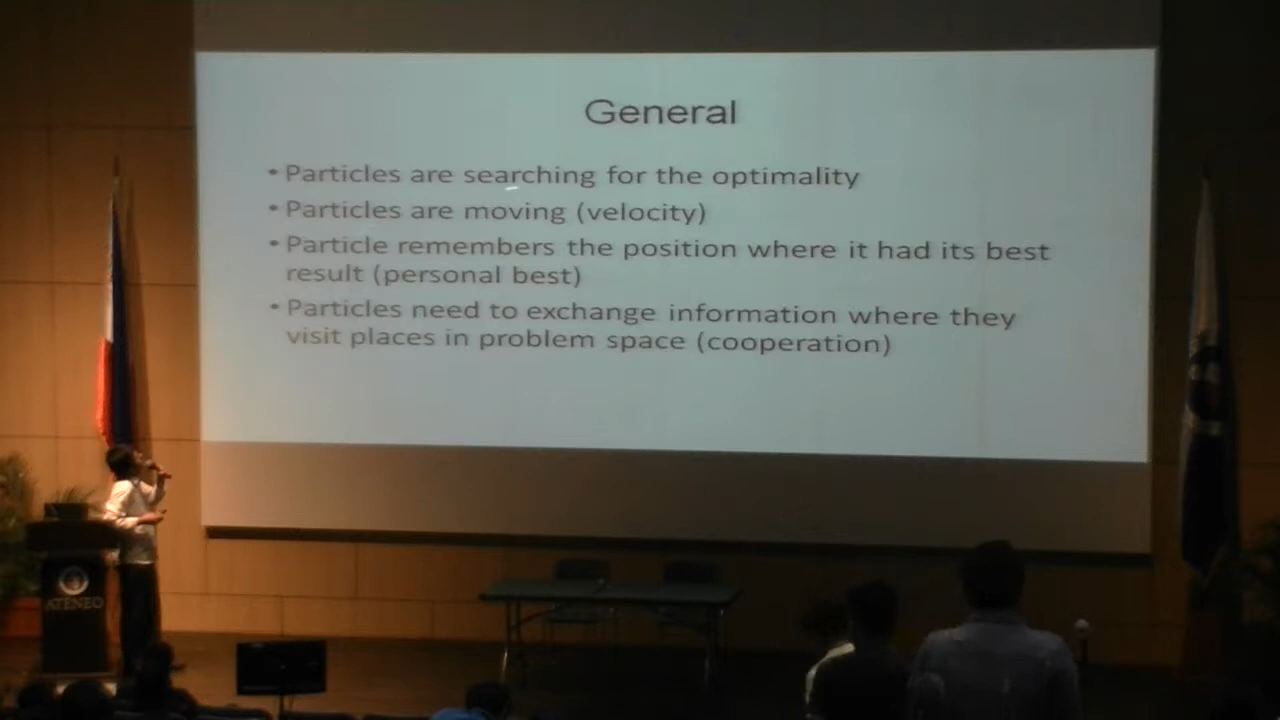 General
• Particles are searching for the optimality
• Particles are moving (velocity)
• Particle remembers the position where it had its best
result (personal best)
• Particles need to exchange information where they
visit places in problem space (cooperation)
ATENEO